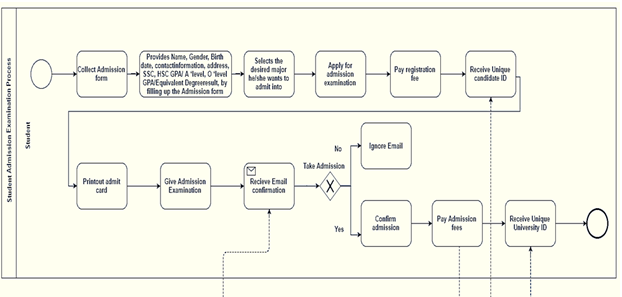 Student Admission Examination Process
Student
Collect Admission
form
Provides Name, Gender, Birth
date, contactinformation, address,
SSC, HSC GPA/ A 'level, O 'level
GPA/Equivalent Degreeresult, by
filling up the Admission form
Selects the
desired major
he/she wants to
admit into
Apply for
admission
examination
Pay registration
fee
Receive Unique
candidate ID
Printout admit
card
Give Admission
Examination
Recieve Email
confirmation
Take Admission
No
Ignore Email
Yes
Confirm
admission
Pay Admission
fees
Receive Unique
University ID